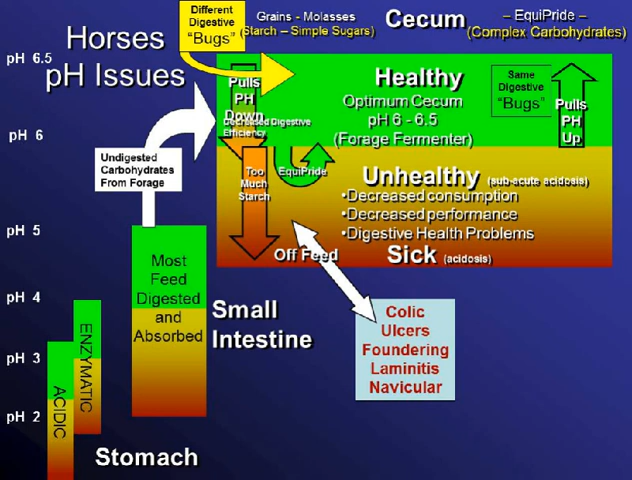 Horses
pH Issues
Different
Digestive
"Bugs"
Grains - Molasses
(Starch – Simple Sugars)
Cecum
– EquiPride –
(Complex Carbohydrates)
pH 6.5
pH 6
pH 5
pH 4
pH 3
pH 2
Pulls
PH
Down
Decreased Digestive
Efficiency
Healthy
Optimum Cecum
pH 6 - 6.5
(Forage Fermenter)
Same
Digestive
"Bugs"
Pulls
PH
Up
Undigested
Carbohydrates
From Forage
Too
Much
Starch
EquiPride
Unhealthy (sub-acute acidosis)
•Decreased consumption
•Decreased performance
•Digestive Health Problems
Off Feed
Sick (acidosis)
Most
Feed
Digested
and
Absorbed
Small
Intestine
Colic
Ulcers
Foundering
Laminitis
Navicular
ENZYMATIC
ACIDIC
Stomach